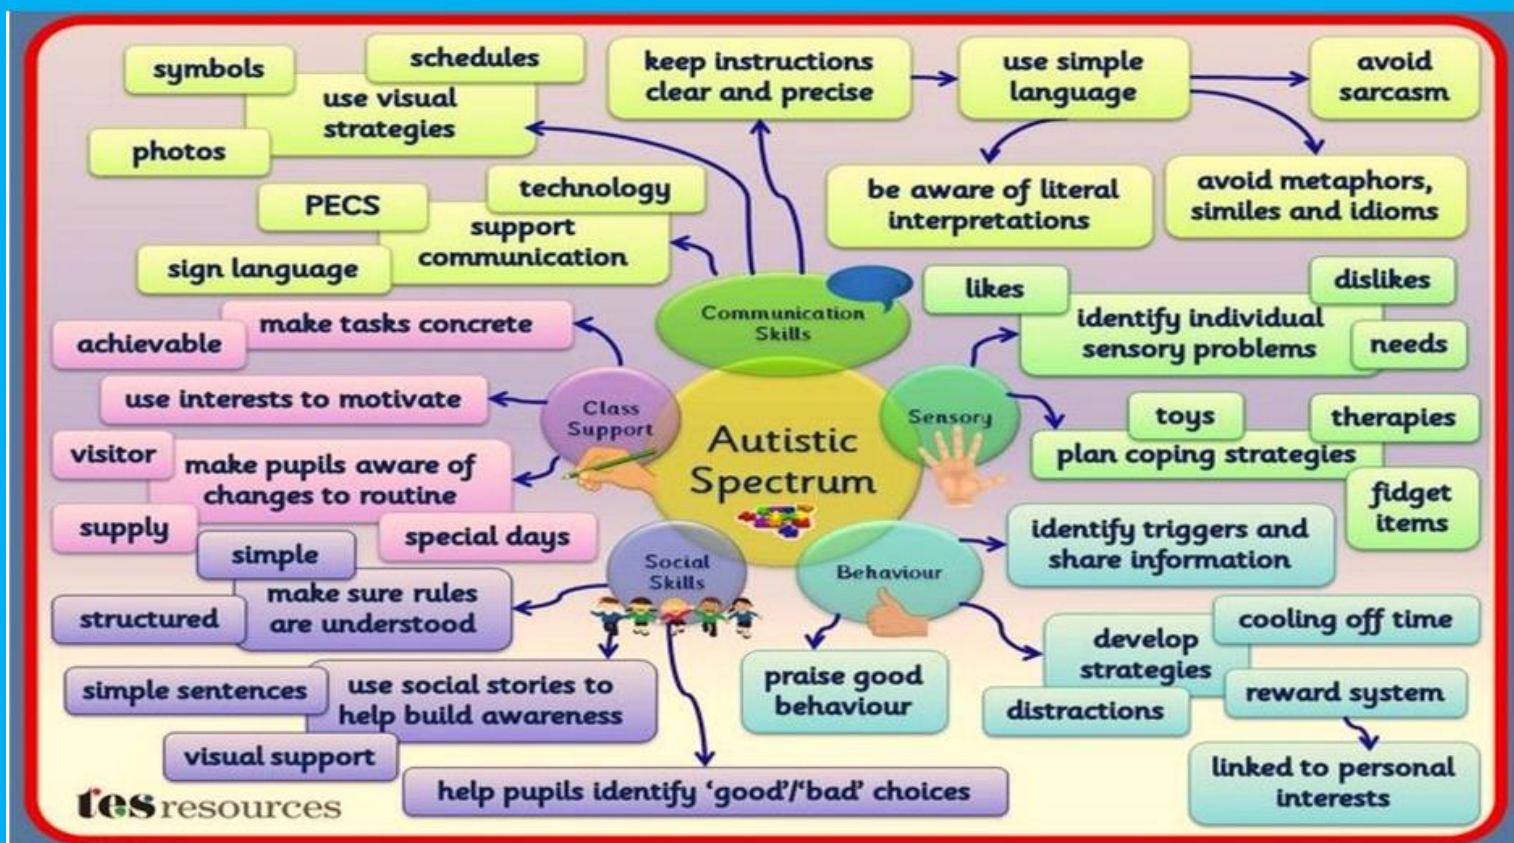 symbols
schedules
use visual
strategies
photos
keep instructions
clear and precise
use simple
language
avoid
sarcasm
be aware of literal
interpretations
avoid metaphors,
similes and idioms
PECS
technology
support
communication
sign language
Communication
Skills
likes
dislikes
identify individual
sensory problems
needs
Sensory
toys
therapies
plan coping strategies
fidget
items
make tasks concrete
achievable
use interests to motivate
Class
Support
visitor
make pupils aware of
changes to routine
supply
special days
Autistic
Spectrum
Social
Skills
simple
make sure rules
are understood
structured
simple sentences
use social stories to
help build awareness
visual support
help pupils identify ‘good’/‘bad’ choices
Behaviour
identify triggers and
share information
praise good
behaviour
develop
strategies
cooling off time
distractions
reward system
linked to personal
interests
tes resources